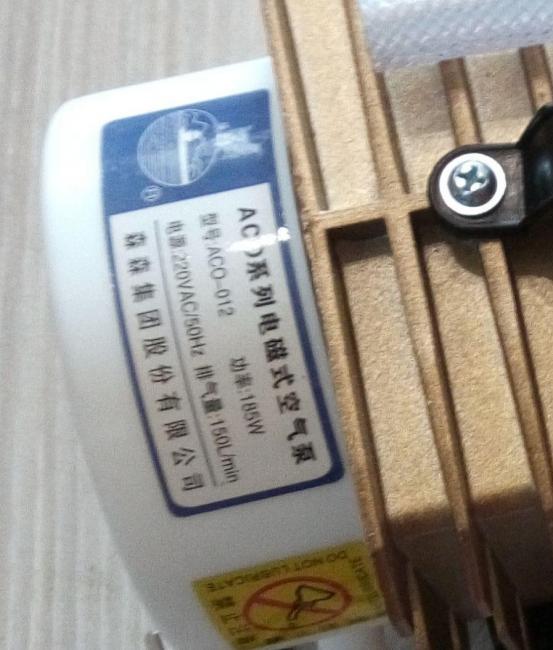 ACO系列电磁式空气泵
型号:ACO-012 功率:185W
电源:220VAC/50Hz 排气量:150L/min
森森集团股份有限公司
DO NOT LUBRICATE